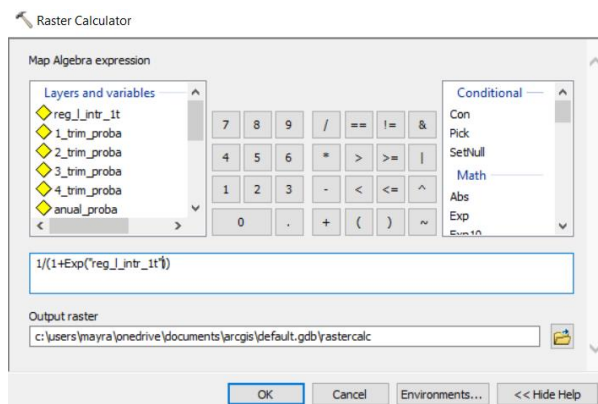 Raster Calculator
Map Algebra expression
Layers and variables
reg_l_intr_1t
1_trim_proba
2_trim_proba
3_trim_proba
4_trim_proba
anual_proba
7 8 9 / == != &
4 5 6 * > >= |
1 2 3 - < <= ^
0 . + ( ) ~
Conditional
Con
Pick
SetNull
Math
Abs
Exp
Exp10
1/(1+Exp("reg_l_intr_1t"))
Output raster
c:\users\mayra\onedrive\documents\arcgis\default.gdb\rastercalc
OK Cancel Environments... << Hide Help